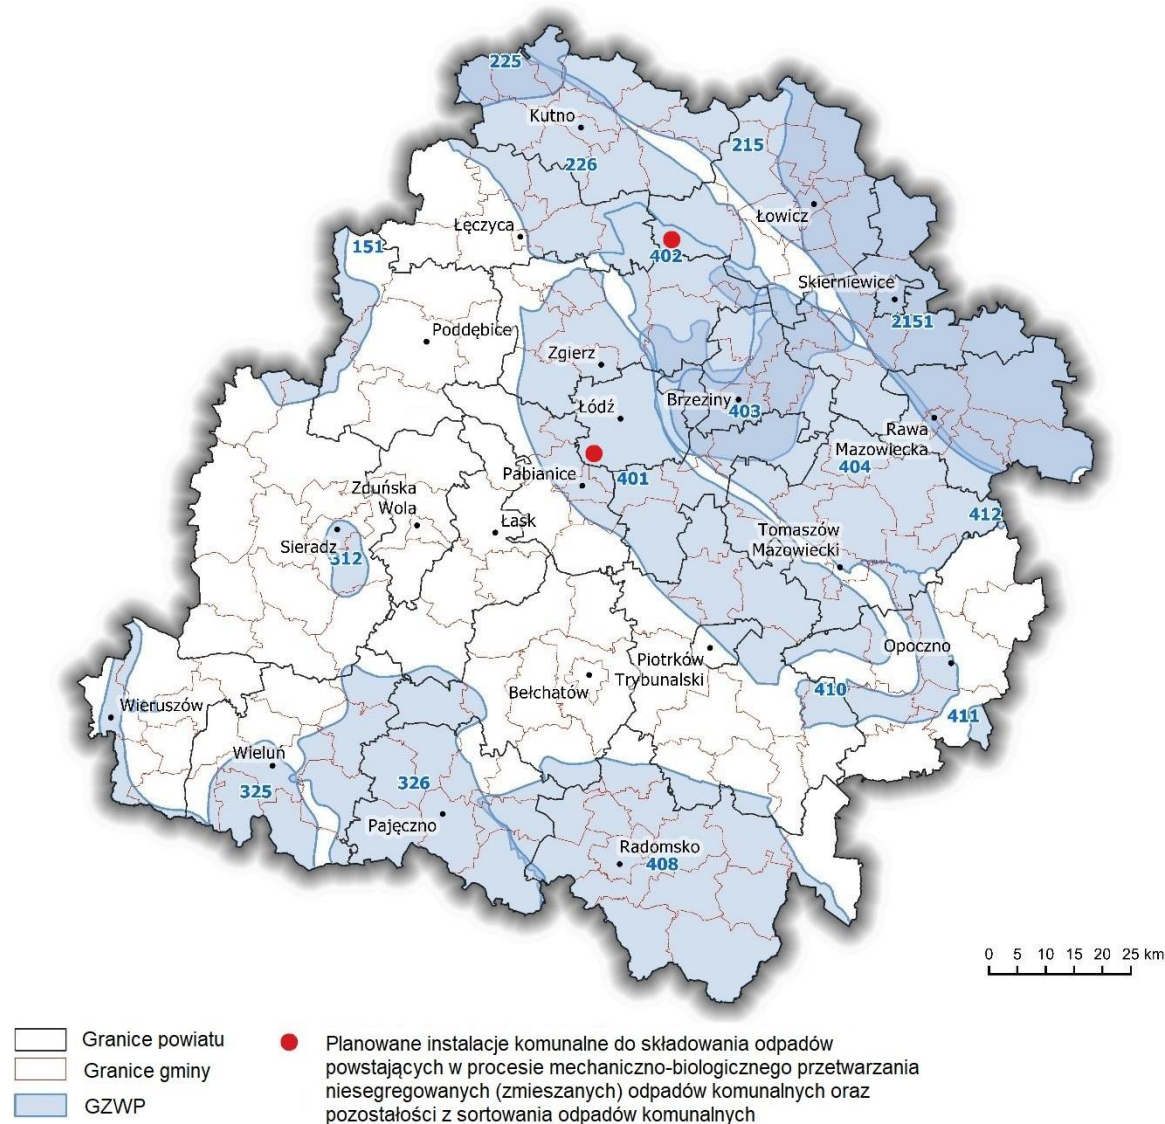 225
Kutno
215
226
Łowicz
Łęczyca
151
402
Skierniewice
2151
Poddębice
Zgierz
Brzeziny
403
Łódź
Rawa
Mazowiecka
404
Pabianice
401
Zduńska
Wola
Łask
412
Tomaszów
Mazowiecki
Sieradz
312
Opoczno
Piotrków
Trybunalski
Bełchatów
410
411
Wieruszów
Wieluń
325
326
Pajęczno
Radomsko
408
0 5 10 15 20 25 km
Granice powiatu
Granice gminy
GZWP
Planowane instalacje komunalne do składowania odpadów
powstających w procesie mechaniczno-biologicznego przetwarzania
niesegregowanych (zmieszanych) odpadów komunalnych oraz
pozostałości z sortowania odpadów komunalnych